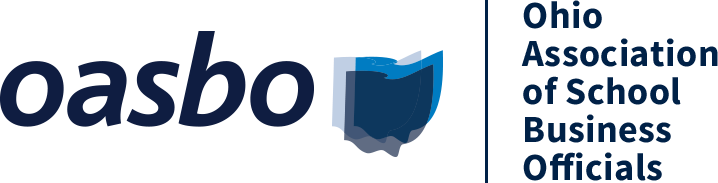 oasbo
Ohio
Association
of School
Business
Officials